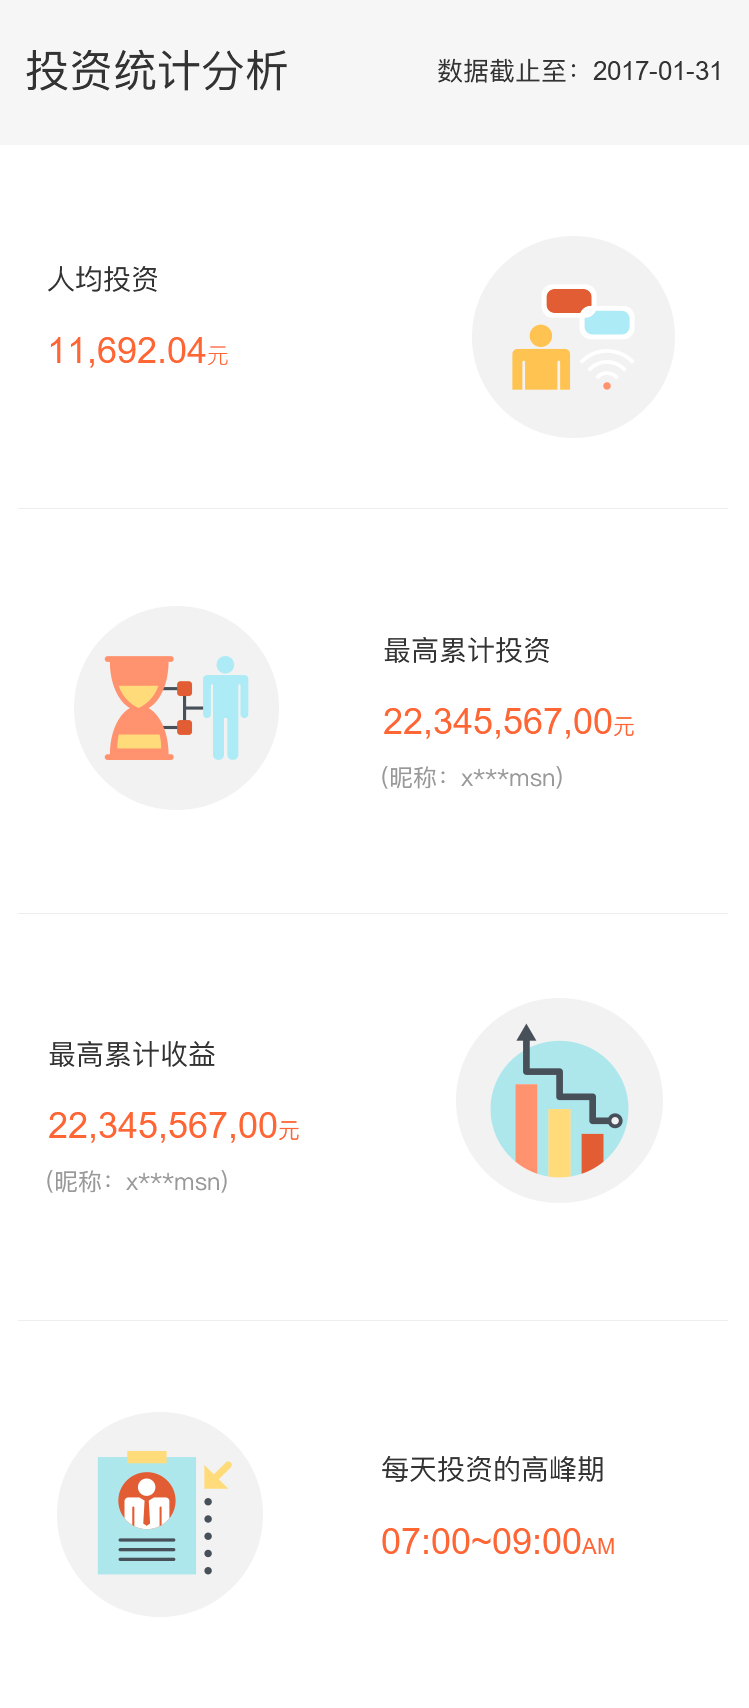 投资统计分析
数据截止至：2017-01-31
人均投资
11,692.04元
最高累计投资
22,345,567,00元
(昵称：x***msn)
最高累计收益
22,345,567,00元
(昵称：x***msn)
每天投资的高峰期
07:00~09:00AM